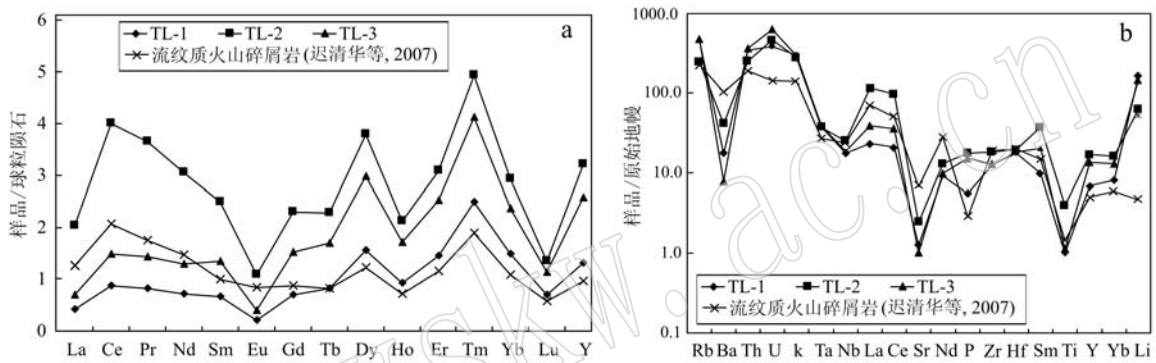 6
5
4
3
2
1
0
样品/球粒陨石
TL-1 TL-2 TL-3
流纹质火山碎屑岩(迟清华等, 2007)
a
La Ce Pr Nd Sm Eu Gd Tb Dy Ho Er Tm Yb Lu Y
1000.0
100.0
10.0
1.0
0.1
样品/原始地幔
b
TL-1 TL-2 TL-3
流纹质火山碎屑岩(迟清华等, 2007)
Rb Ba Th U k Ta Nb La Ce Sr Nd P Zr Hf Sm Ti Y Yb Li